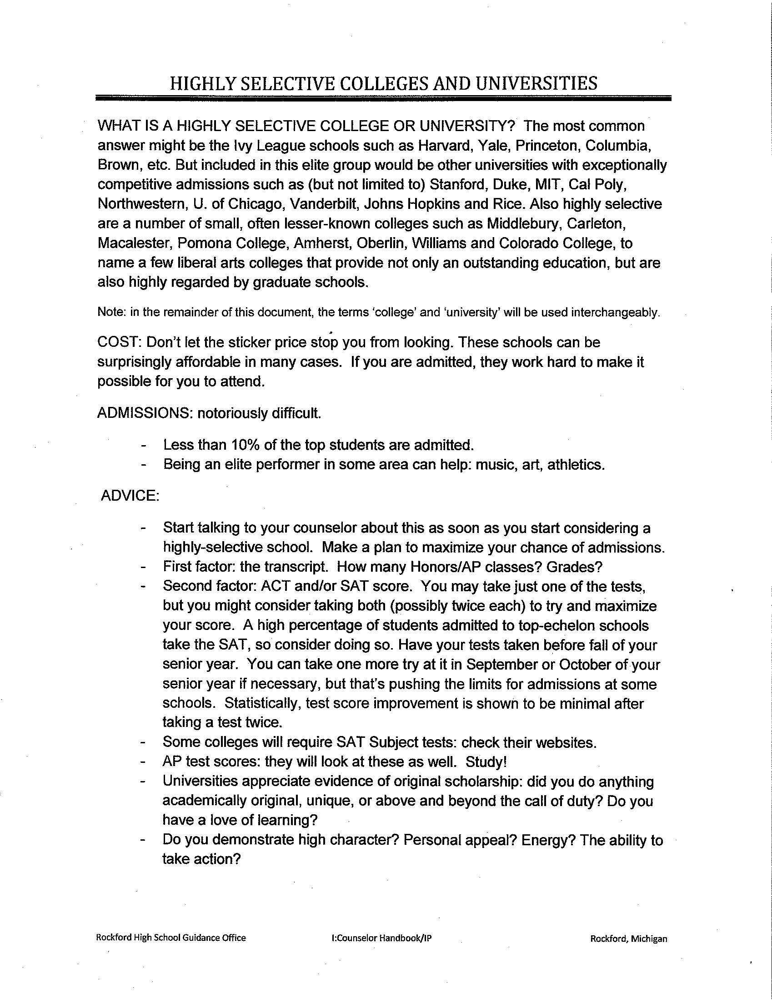 HIGHLY SELECTIVE COLLEGES AND UNIVERSITIES
WHAT IS A HIGHLY SELECTIVE COLLEGE OR UNIVERSITY? The most common
answer might be the Ivy League schools such as Harvard, Yale, Princeton, Columbia,
Brown, etc. But included in this elite group would be other universities with exceptionally
competitive admissions such as (but not limited to) Stanford, Duke, MIT, Cal Poly,
Northwestern, U. of Chicago, Vanderbilt, Johns Hopkins and Rice. Also highly selective
are a number of small, often lesser-known colleges such as Middlebury, Carleton,
Macalester, Pomona College, Amherst, Oberlin, Williams and Colorado College, to
name a few liberal arts colleges that provide not only an outstanding education, but are
also highly regarded by graduate schools.
Note: in the remainder of this document, the terms 'college' and 'university' will be used interchangeably.
COST: Don't let the sticker price stop you from looking. These schools can be
surprisingly affordable in many cases. If you are admitted, they work hard to make it
possible for you to attend.
ADMISSIONS: notoriously difficult.
- Less than 10% of the top students are admitted.
- Being an elite performer in some area can help: music, art, athletics.
ADVICE:
- Start talking to your counselor about this as soon as you start considering a
highly-selective school. Make a plan to maximize your chance of admissions.
- First factor: the transcript. How many Honors/AP classes? Grades?
- Second factor: ACT and/or SAT score. You may take just one of the tests,
but you might consider taking both (possibly twice each) to try and maximize
your score. A high percentage of students admitted to top-echelon schools
take the SAT, so consider doing so. Have your tests taken before fall of your
senior year. You can take one more try at it in September or October of your
senior year if necessary, but that's pushing the limits for admissions at some
schools. Statistically, test score improvement is shown to be minimal after
taking a test twice.
- Some colleges will require SAT Subject tests: check their websites.
- AP test scores: they will look at these as well. Study!
- Universities appreciate evidence of original scholarship: did you do anything
academically original, unique, or above and beyond the call of duty? Do you
have a love of learning?
- Do you demonstrate high character? Personal appeal? Energy? The ability to
take action?
Rockford High School Guidance Office I:Counselor Handbook/IP Rockford, Michigan